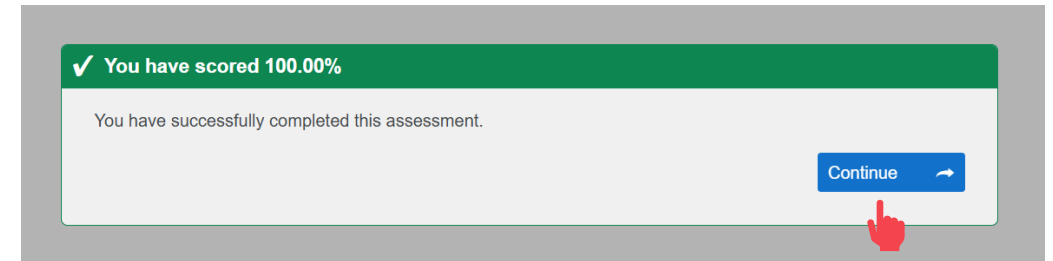 You have scored 100.00%
You have successfully completed this assessment.
Continue